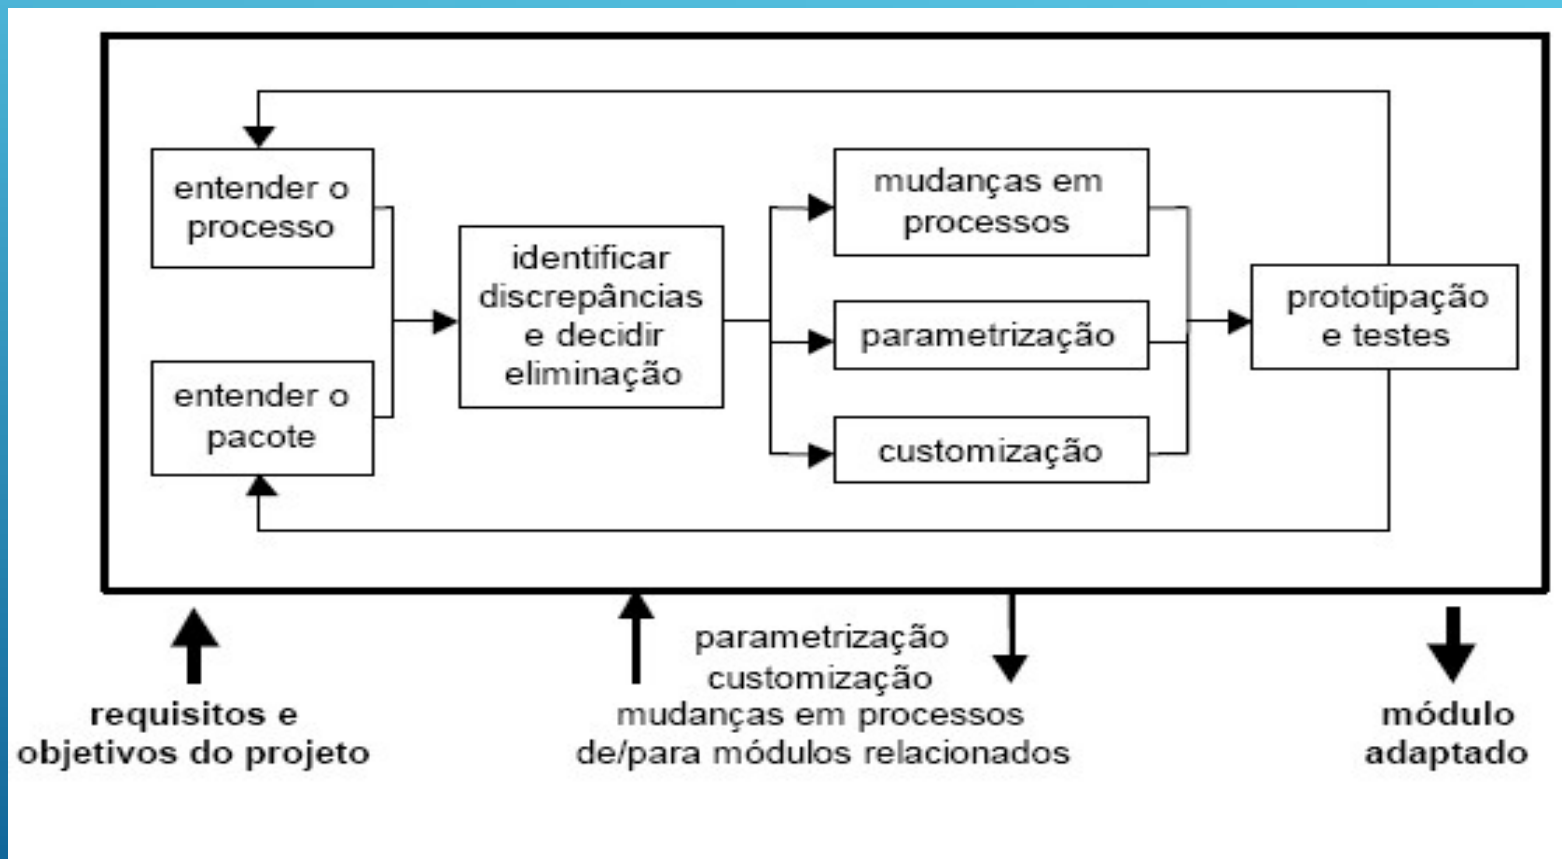 entender o
processo
entender o
pacote
identificar
discrepâncias
e decidir
eliminação
mudanças em
processos
parametrização
customização
prototipação
e testes
requisitos e
objetivos do projeto
parametrização
customização
mudanças em processos
de/para módulos relacionados
módulo
adaptado